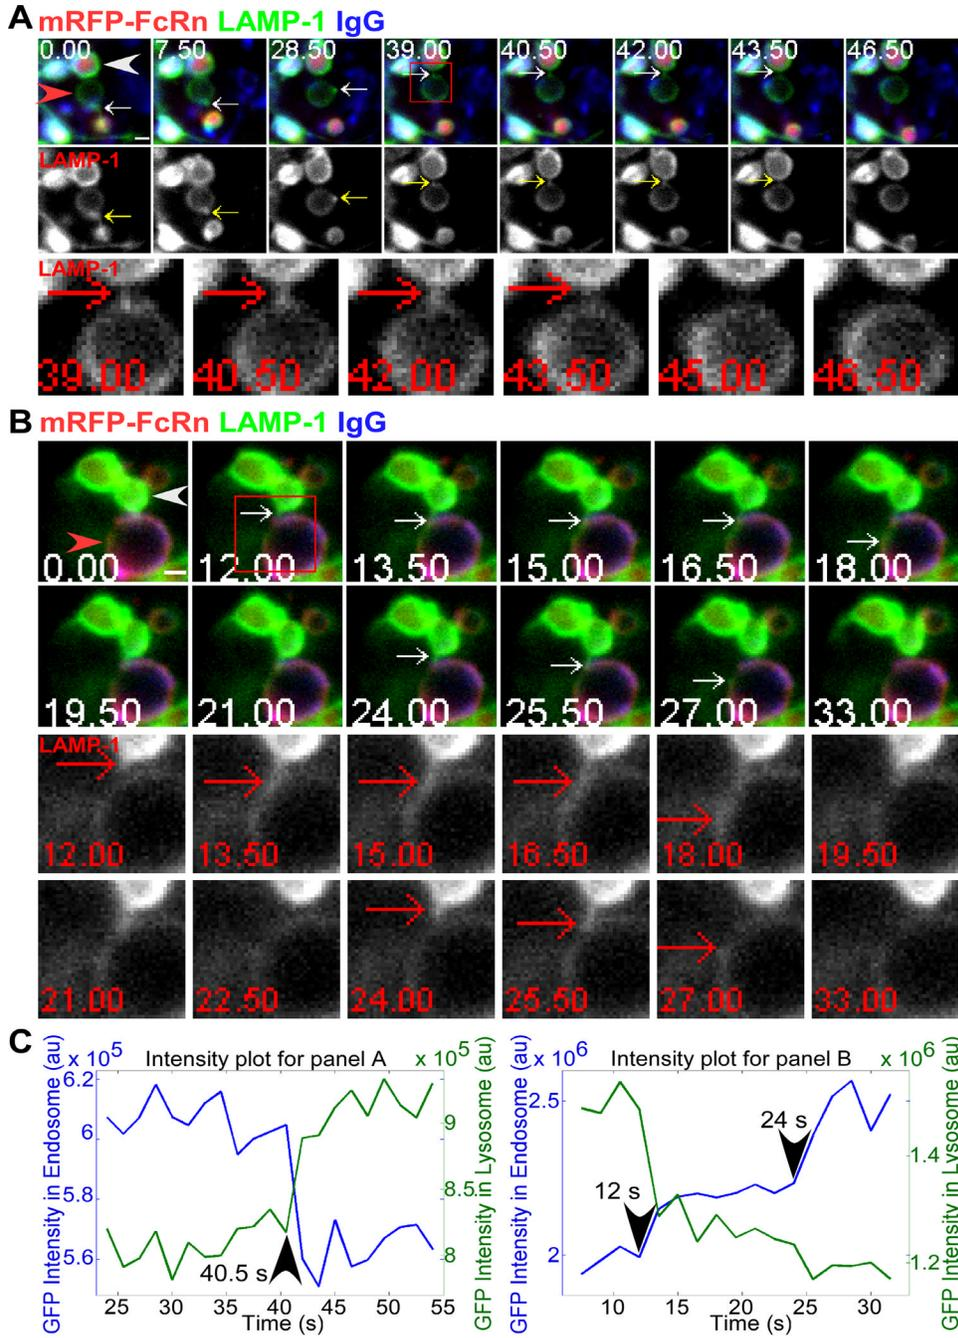 A mRFP-FcRn LAMP-1 IgG
0.00 7.50 28.50 39.00 40.50 42.00 43.50 46.50
LAMP-1
LAMP-1
39.00 40.50 42.00 43.50 45.00 46.50
B mRFP-FcRn LAMP-1 IgG
0.00 12.00 13.50 15.00 16.50 18.00
19.50 21.00 24.00 25.50 27.00 33.00
LAMP-1
12.00 13.50 15.00 16.50 18.00 19.50
21.00 22.50 24.00 25.50 27.00 33.00
C
GFP Intensity in Endosome (au)
x 10^5
Intensity plot for panel A
x 10^5
GFP Intensity in Lysosome (au)
6.2
6
5.8
5.6
9
8.5
8
40.5 s
25 30 35 40 45 50 55
Time (s)
GFP Intensity in Endosome (au)
x 10^6
Intensity plot for panel B
x 10^6
GFP Intensity in Lysosome (au)
2.5
2
1.4
1.2
24 s
12 s
10 15 20 25 30
Time (s)